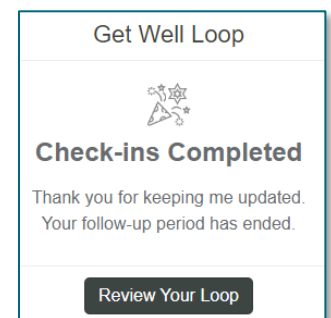 Get Well Loop
Check-ins Completed
Thank you for keeping me updated.
Your follow-up period has ended.
Review Your Loop